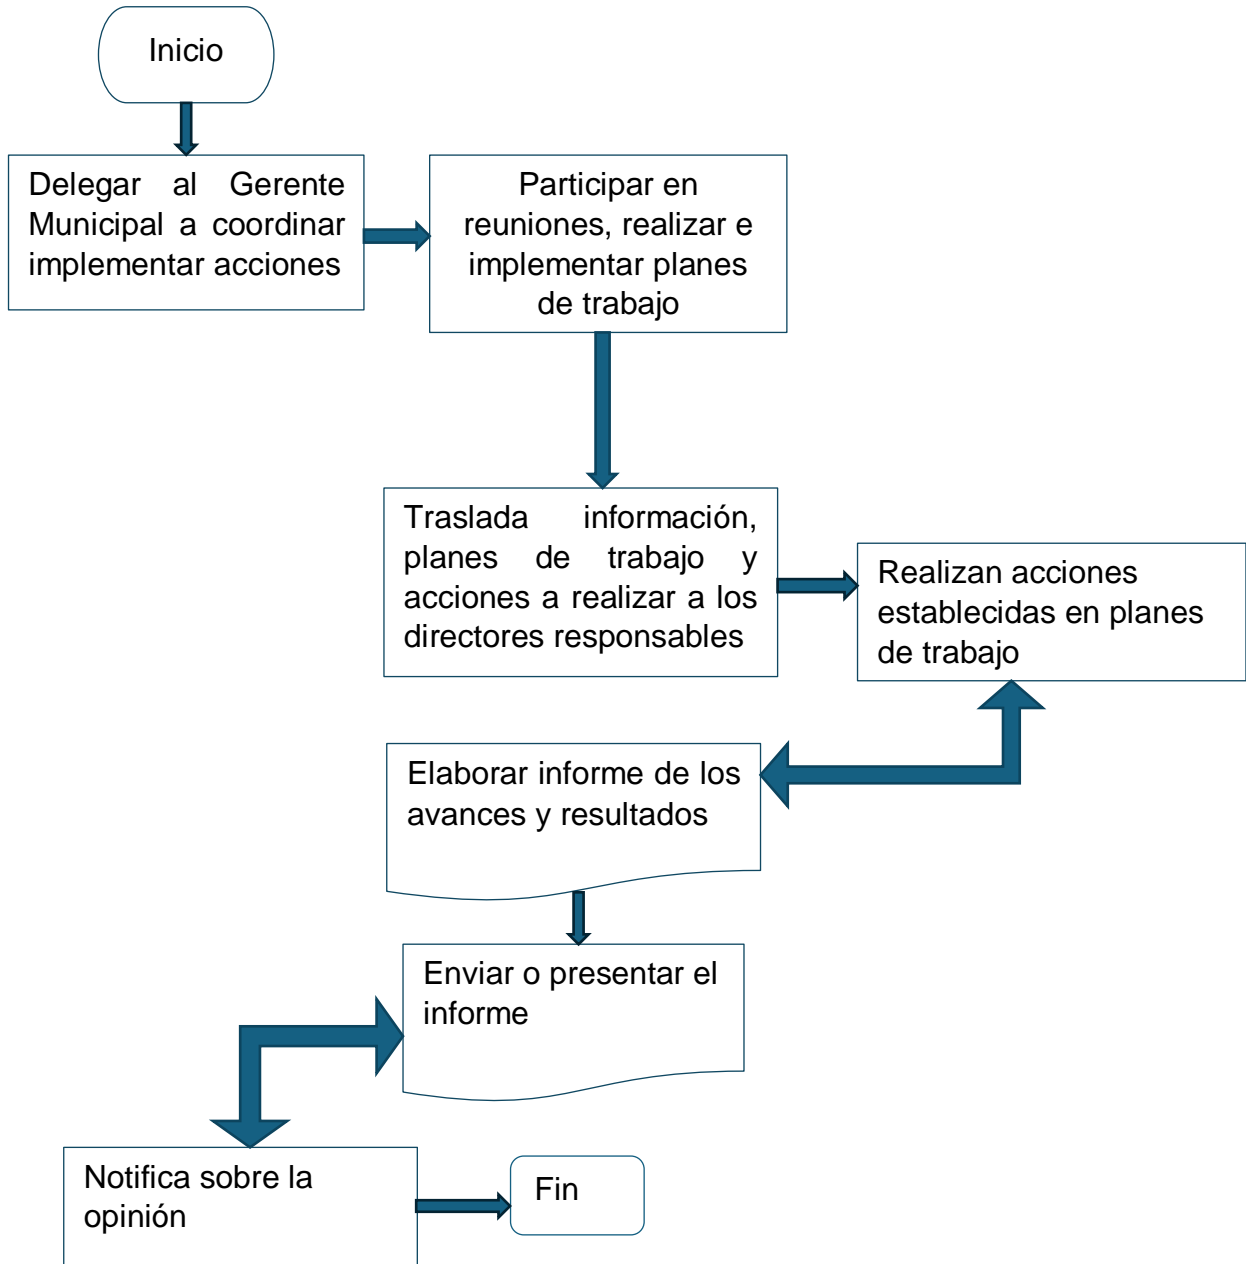 Inicio
Delegar al Gerente
Municipal a coordinar
implementar acciones
Participar en
reuniones, realizar e
implementar planes
de trabajo
Traslada información,
planes de trabajo y
acciones a realizar a los
directores responsables
Realizan acciones
establecidas en planes
de trabajo
Elaborar informe de los
avances y resultados
Enviar o presentar el
informe
Notifica sobre la
opinión
Fin